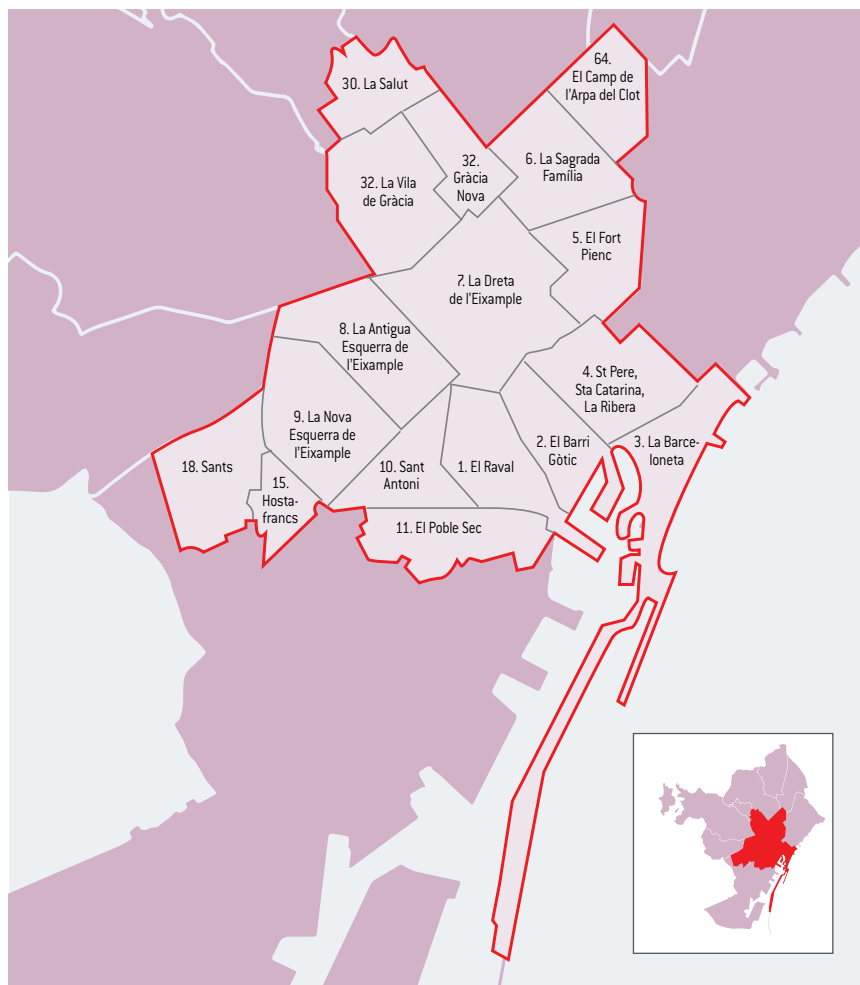 64.
El Camp de
l'Arpa del Clot
30. La Salut
6. La Sagrada
Família
32.
Gràcia
Nova
32. La Vila
de Gràcia
5. El Fort
Pienc
7. La Dreta
de l'Eixample
8. La Antigua
Esquerra de
l'Eixample
4. St Pere,
Sta Catarina,
La Ribera
9. La Nova
Esquerra de
l'Eixample
2. El Barri
Gòtic
3. La Barce-
loneta
18. Sants
10. Sant
Antoni
1. El Raval
15.
Hosta-
francs
11. El Poble Sec